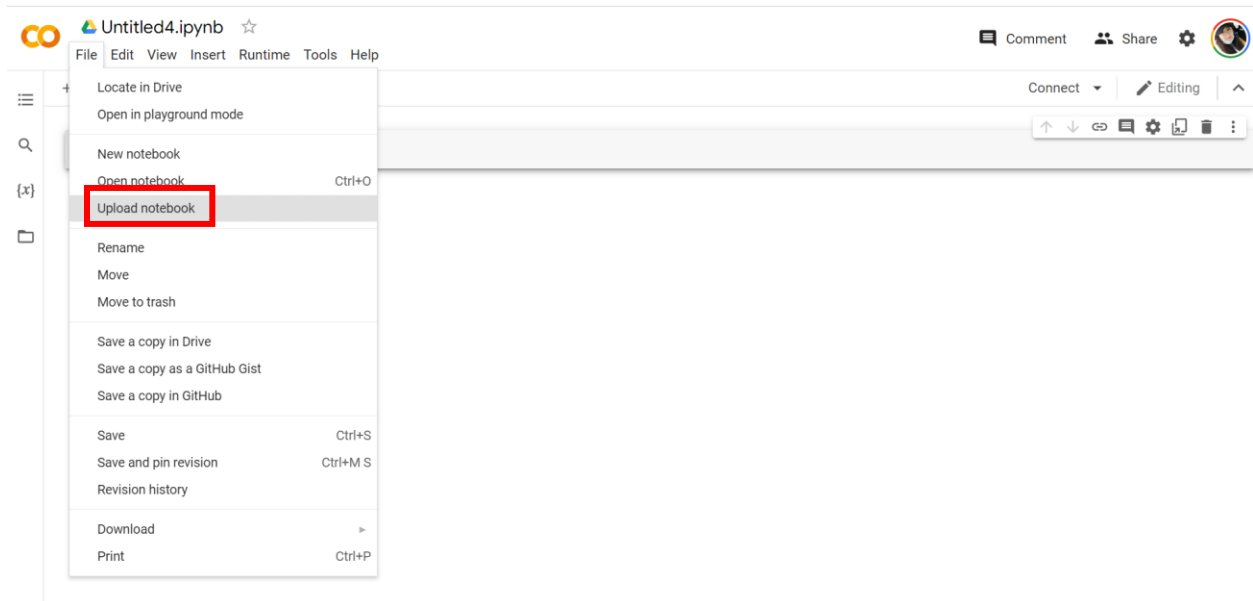 Untitled4.ipynb
File Edit View Insert Runtime Tools Help
Comment Share
Connect Editing
Locate in Drive
Open in playground mode
New notebook
Open notebook Ctrl+O
Upload notebook
{x}
Rename
Move
Move to trash
Save a copy in Drive
Save a copy as a GitHub Gist
Save a copy in GitHub
Save Ctrl+S
Save and pin revision Ctrl+M S
Revision history
Download
Print Ctrl+P